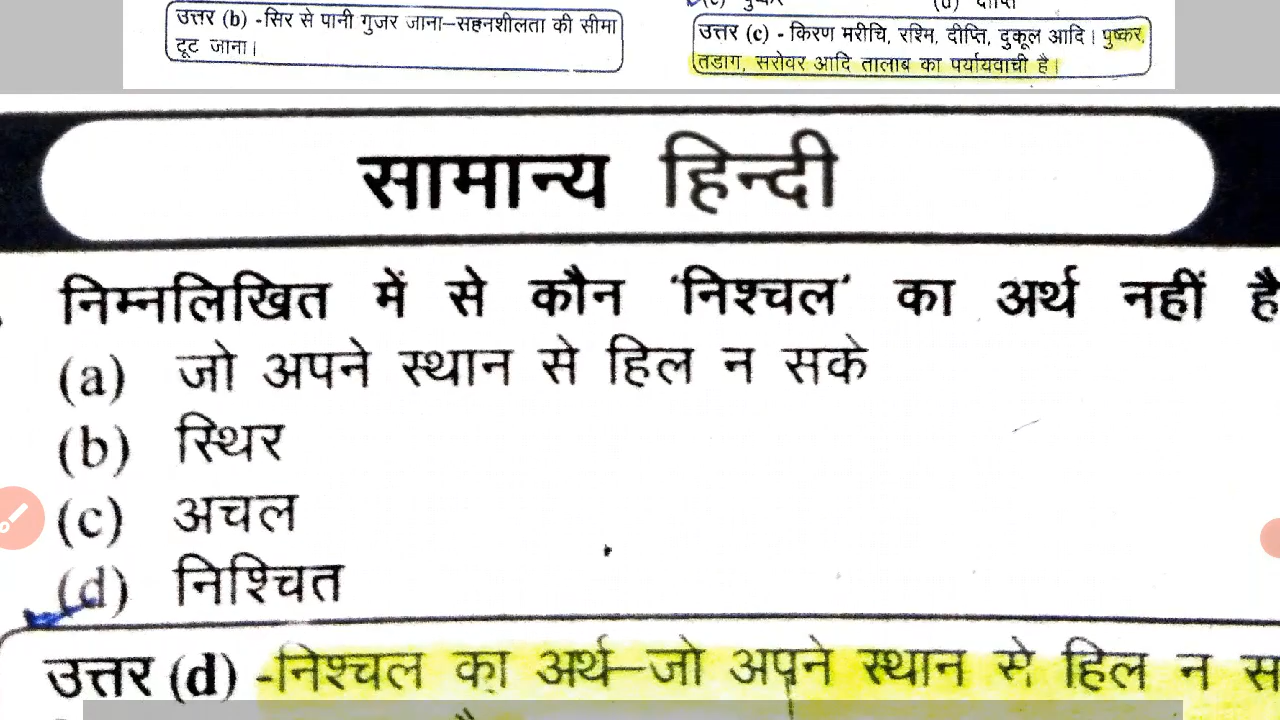 उत्तर (b) -सिर से पानी गुजर जाना–सहनशीलता की सीमा
टूट जाना।
(d) दीप्ति
उत्तर (c) - किरण मरीचि, रश्मि, दीप्ति, दुकूल आदि। पुष्कर,
तडाग, सरोवर आदि तालाब का पर्यायवाची है।
सामान्य हिन्दी
निम्नलिखित में से कौन 'निश्चल' का अर्थ नहीं है
(a) जो अपने स्थान से हिल न सके
(b) स्थिर
(c) अचल
(d) निश्चित
उत्तर (d) -निश्चल का अर्थ–जो अपने स्थान से हिल न